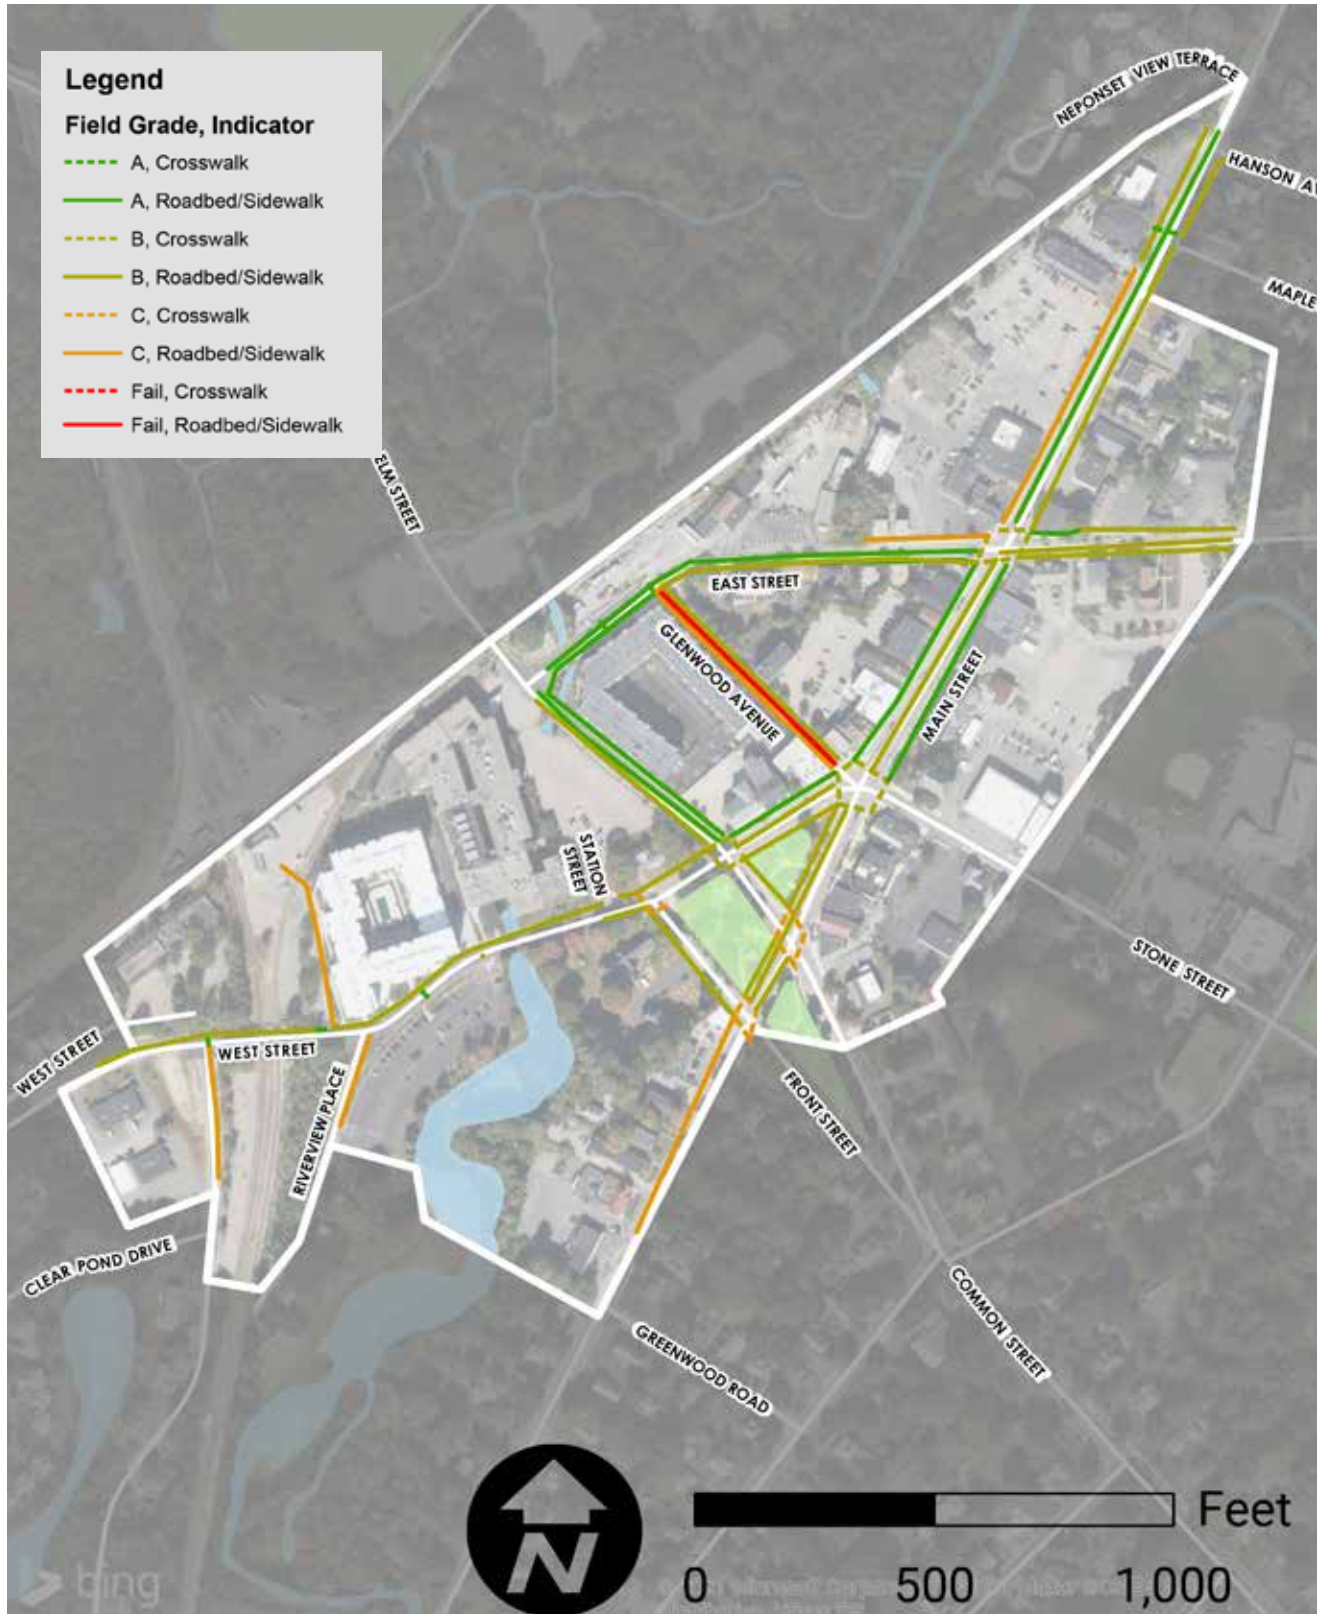 Legend
Field Grade, Indicator
A, Crosswalk
A, Roadbed/Sidewalk
B, Crosswalk
B, Roadbed/Sidewalk
C, Crosswalk
C, Roadbed/Sidewalk
Fail, Crosswalk
Fail, Roadbed/Sidewalk
NEPONSET VIEW TERRACE
HANSON AV
MAPLE
ELM STREET
EAST STREET
GLENWOOD AVENUE
MAIN STREET
STATION
STREET
STONE STREET
WEST STREET
WEST STREET
RIVERVIEW PLACE
FRONT STREET
CLEAR POND DRIVE
COMMON STREET
GREENWOOD ROAD
N
Feet
0 500 1,000
bing